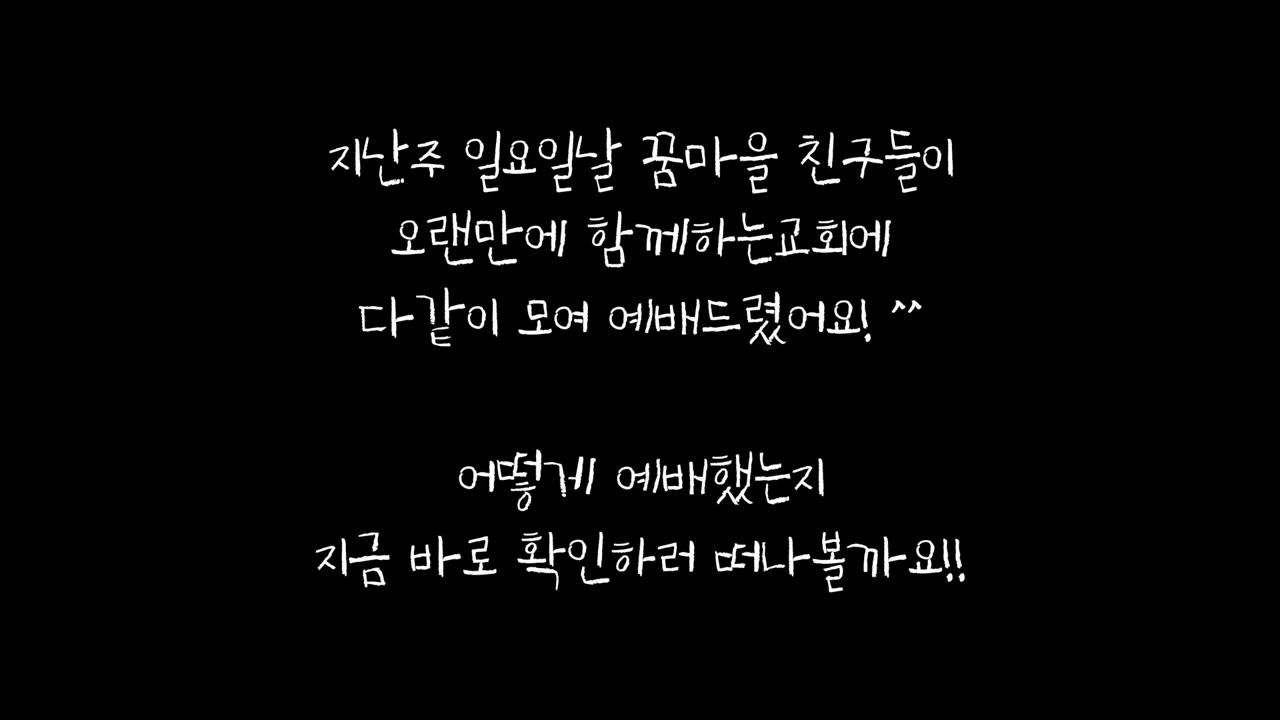 지난주 일요일날 꿈마을 친구들이
오랜만에 함께하는교회에
다같이 모여 예배드렸어요! ^^
어떻게 예배했는지
지금 바로 확인하러 떠나볼까요!!